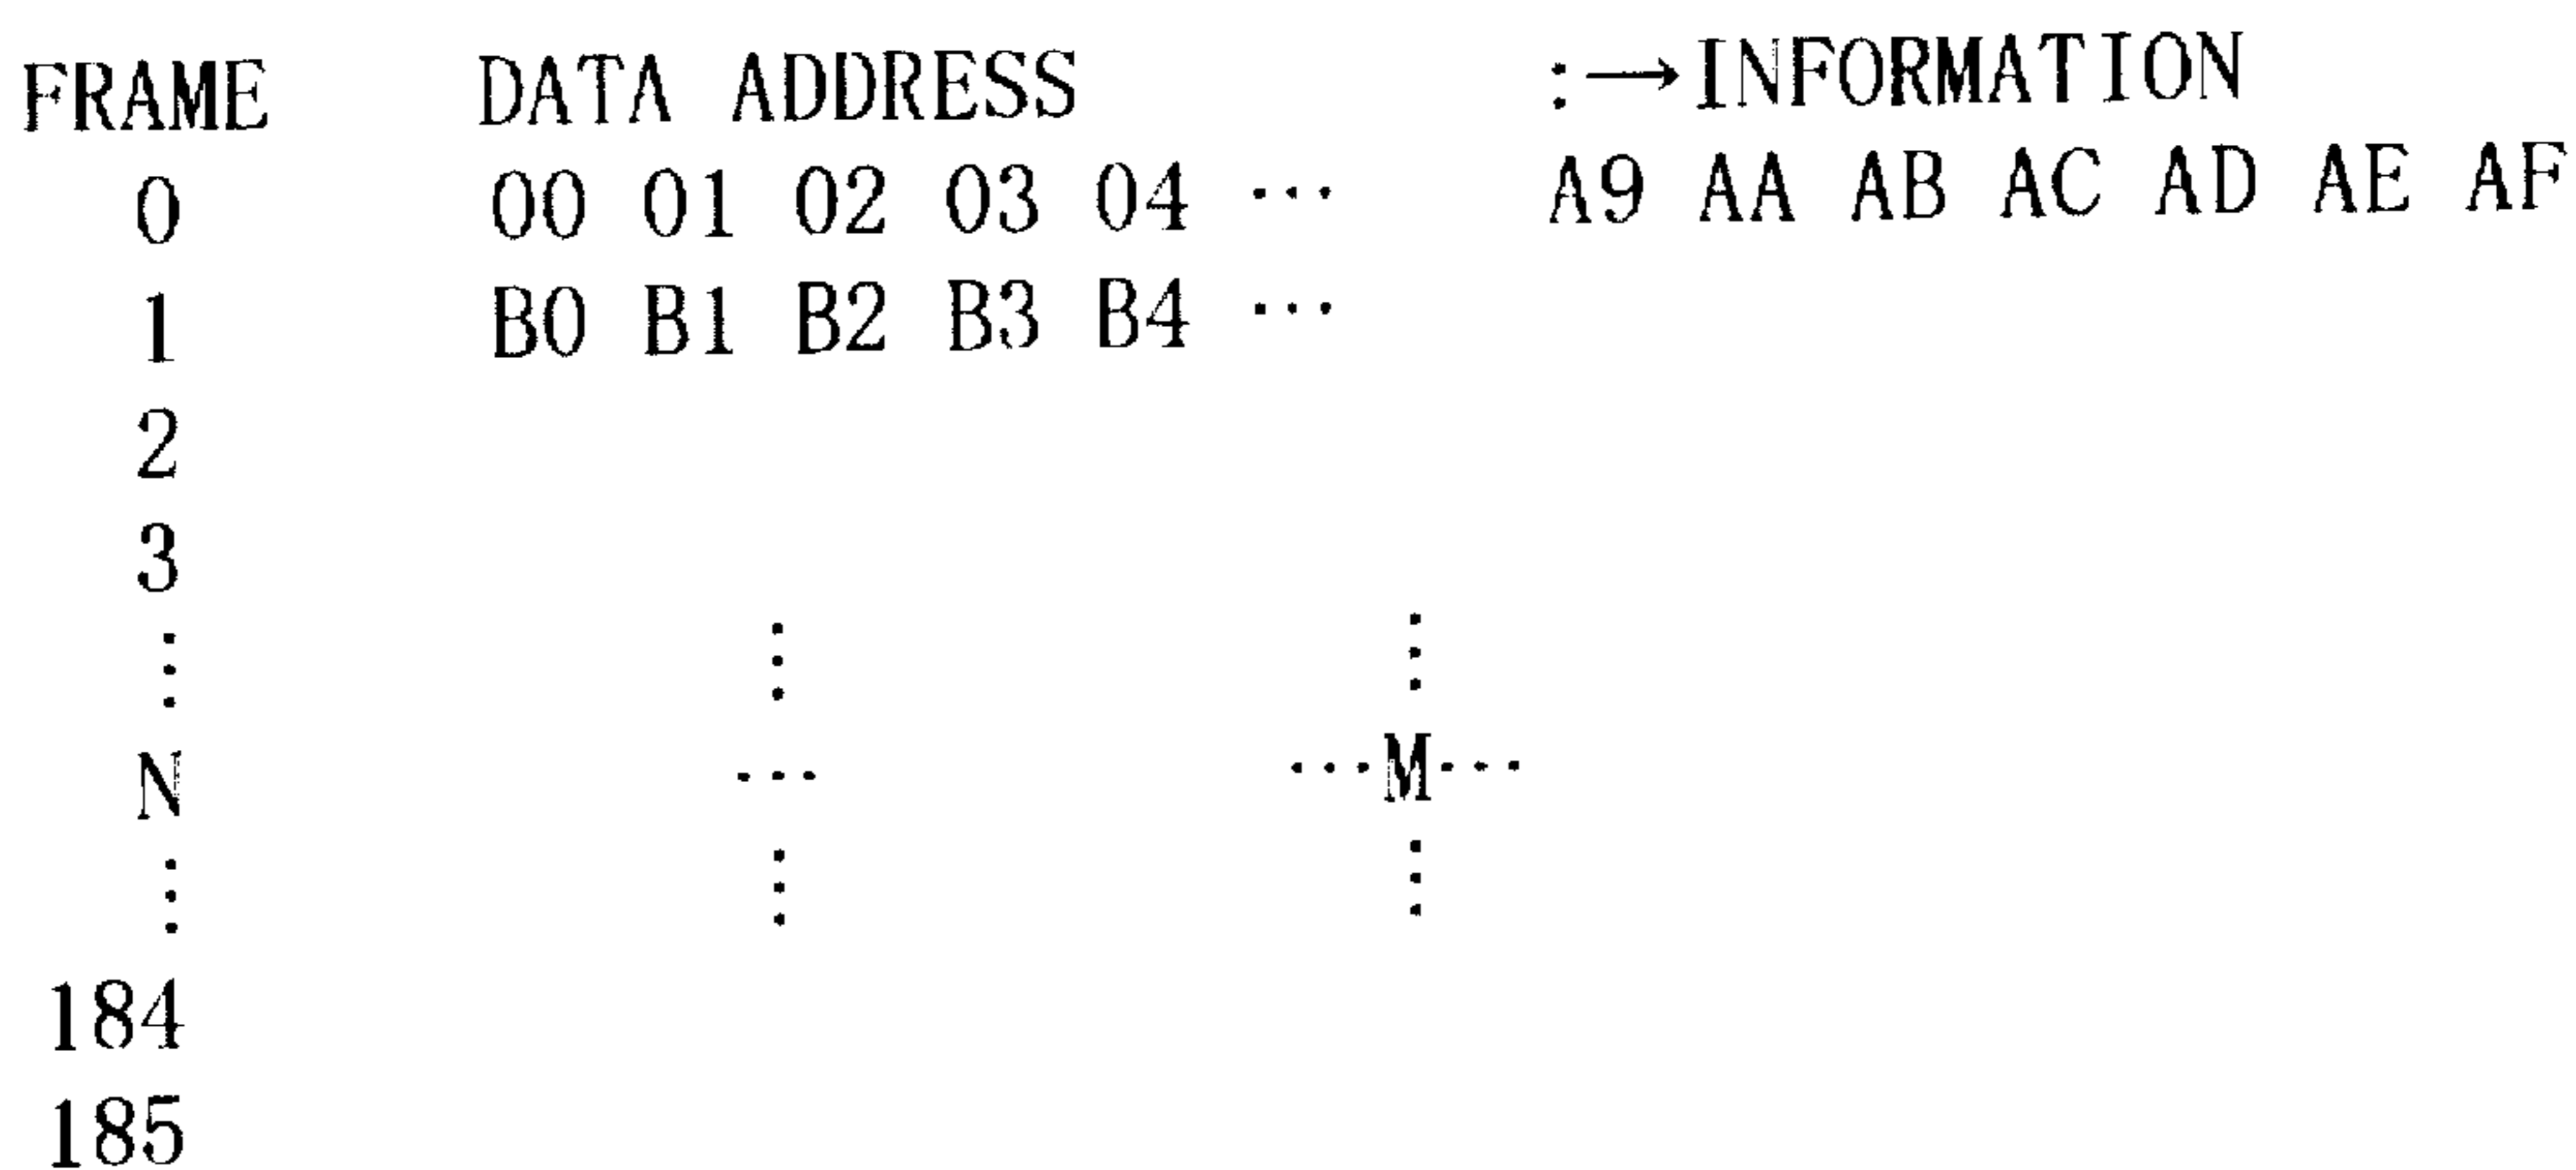 FRAME DATA ADDRESS :→INFORMATION
0 00 01 02 03 04 ··· A9 AA AB AC AD AE AF
1 B0 B1 B2 B3 B4 ···
2
3
⋮ ⋮ ⋮
N ··· ···M···
⋮ ⋮ ⋮
184
185